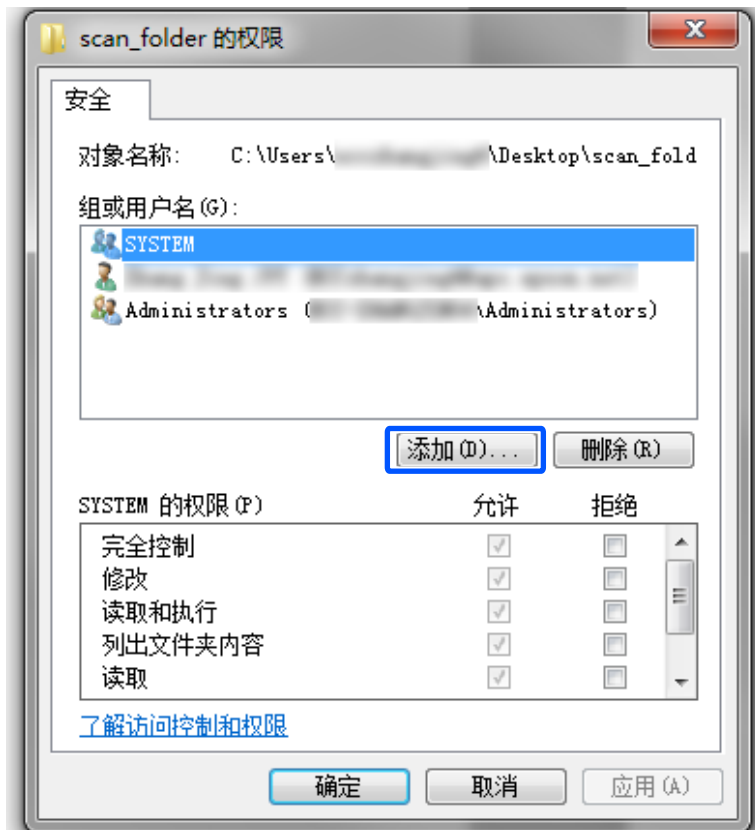 scan_folder 的权限
安全
对象名称: C:\Users\ \Desktop\scan_fold
组或用户名(G):
SYSTEM
Administrators ( \Administrators)
添加(D)... 删除(R)
SYSTEM 的权限(P) 允许 拒绝
完全控制
修改
读取和执行
列出文件夹内容
读取
了解访问控制和权限
确定 取消 应用(A)